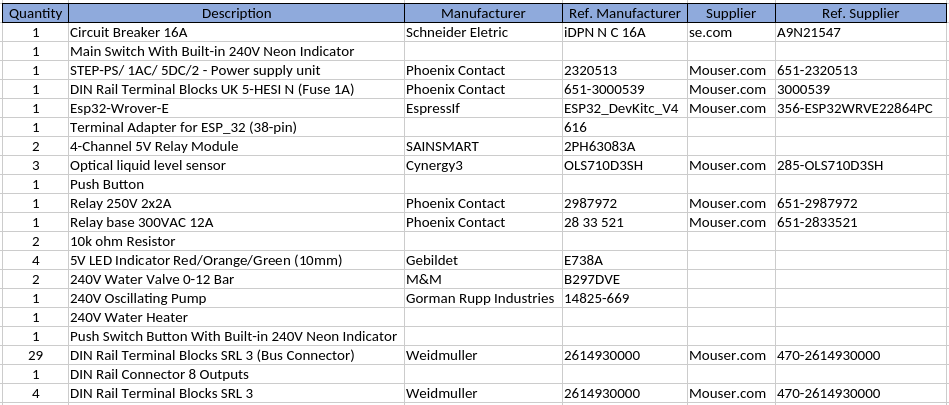 Quantity Description Manufacturer Ref. Manufacturer Supplier Ref. Supplier
1 Circuit Breaker 16A Schneider Eletric iDPN N C 16A se.com A9N21547
1 Main Switch With Built-in 240V Neon Indicator
1 STEP-PS/ 1AC/ 5DC/2 - Power supply unit Phoenix Contact 2320513 Mouser.com 651-2320513
1 DIN Rail Terminal Blocks UK 5-HESI N (Fuse 1A) Phoenix Contact 651-3000539 Mouser.com 3000539
1 Esp32-Wrover-E EspressIf ESP32_DevKitc_V4 Mouser.com 356-ESP32WRVE22864PC
1 Terminal Adapter for ESP_32 (38-pin) 616
2 4-Channel 5V Relay Module SAINSMART 2PH63083A
3 Optical liquid level sensor Cynergy3 OLS710D3SH Mouser.com 285-OLS710D3SH
1 Push Button
1 Relay 250V 2x2A Phoenix Contact 2987972 Mouser.com 651-2987972
1 Relay base 300VAC 12A Phoenix Contact 28 33 521 Mouser.com 651-2833521
2 10k ohm Resistor
4 5V LED Indicator Red/Orange/Green (10mm) Gebildet E738A
2 240V Water Valve 0-12 Bar M&M B297DVE
1 240V Oscillating Pump Gorman Rupp Industries 14825-669
1 240V Water Heater
1 Push Switch Button With Built-in 240V Neon Indicator
29 DIN Rail Terminal Blocks SRL 3 (Bus Connector) Weidmuller 2614930000 Mouser.com 470-2614930000
1 DIN Rail Connector 8 Outputs
4 DIN Rail Terminal Blocks SRL 3 Weidmuller 2614930000 Mouser.com 470-2614930000